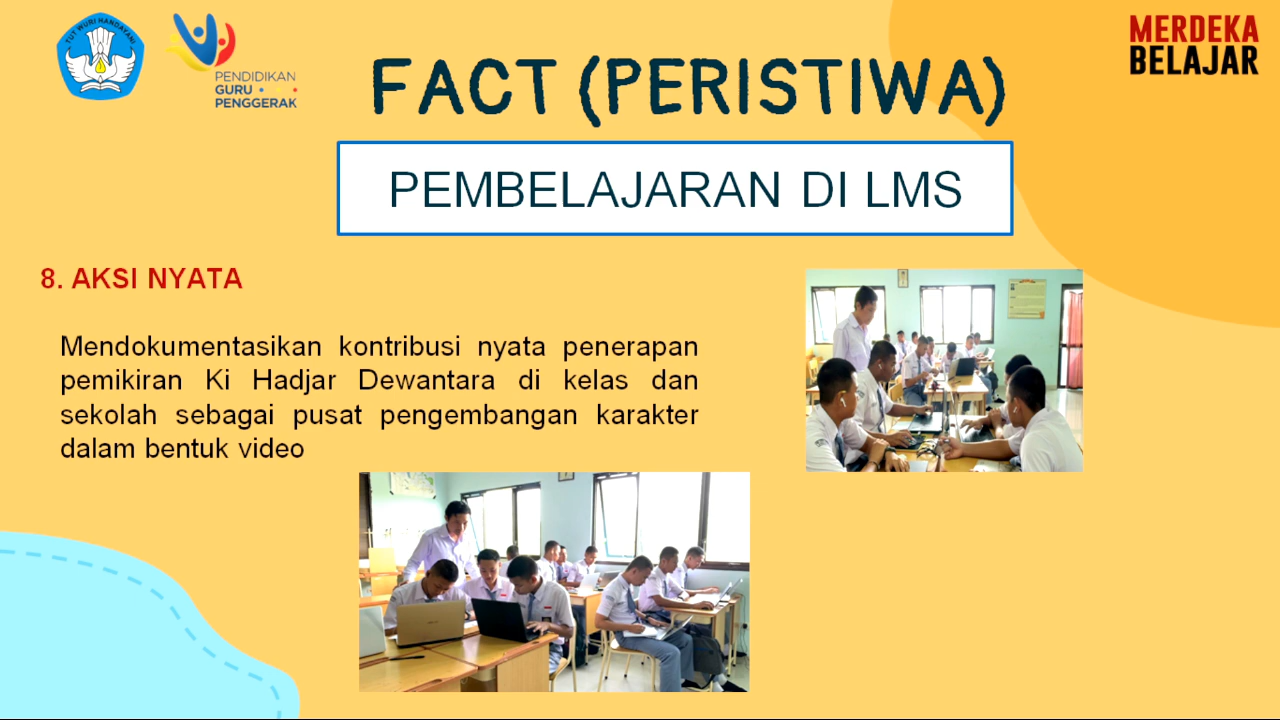 TUT WURI HANDAYANI
PENDIDIKAN
GURU
PENGGERAK
MERDEKA
BELAJAR
FACT (PERISTIWA)
PEMBELAJARAN DI LMS
8. AKSI NYATA
Mendokumentasikan kontribusi nyata penerapan
pemikiran Ki Hadjar Dewantara di kelas dan
sekolah sebagai pusat pengembangan karakter
dalam bentuk video